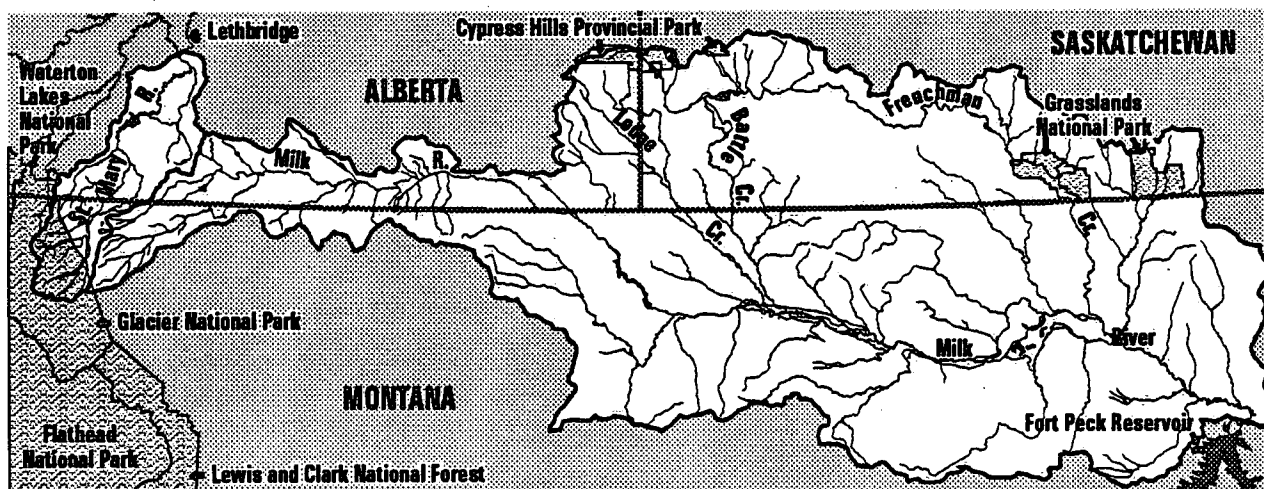 Lethbridge
Cypress Hills Provincial Park
SASKATCHEWAN
Waterton
Lakes
National
Park
ALBERTA
R.
Frenchman
Grasslands
National Park
Lodge
Battle
Milk
R.
St. Mary
Cr.
Cr.
Cr.
Glacier National Park
Milk
River
MONTANA
Fort Peck Reservoir
Flathead
National Park
Lewis and Clark National Forest